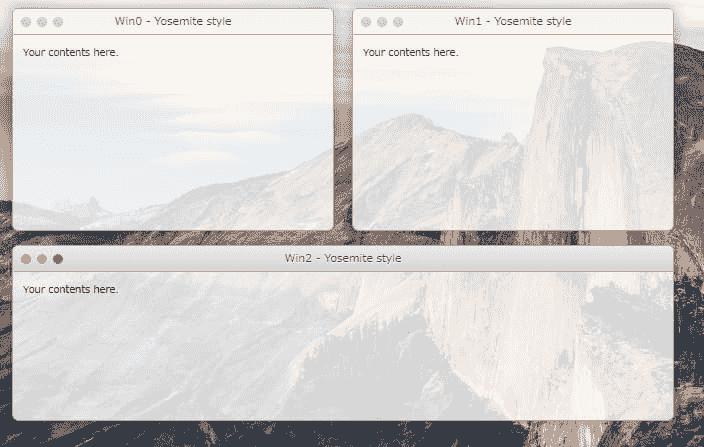 Win0 - Yosemite style
Your contents here.
Win1 - Yosemite style
Your contents here.
Win2 - Yosemite style
Your contents here.